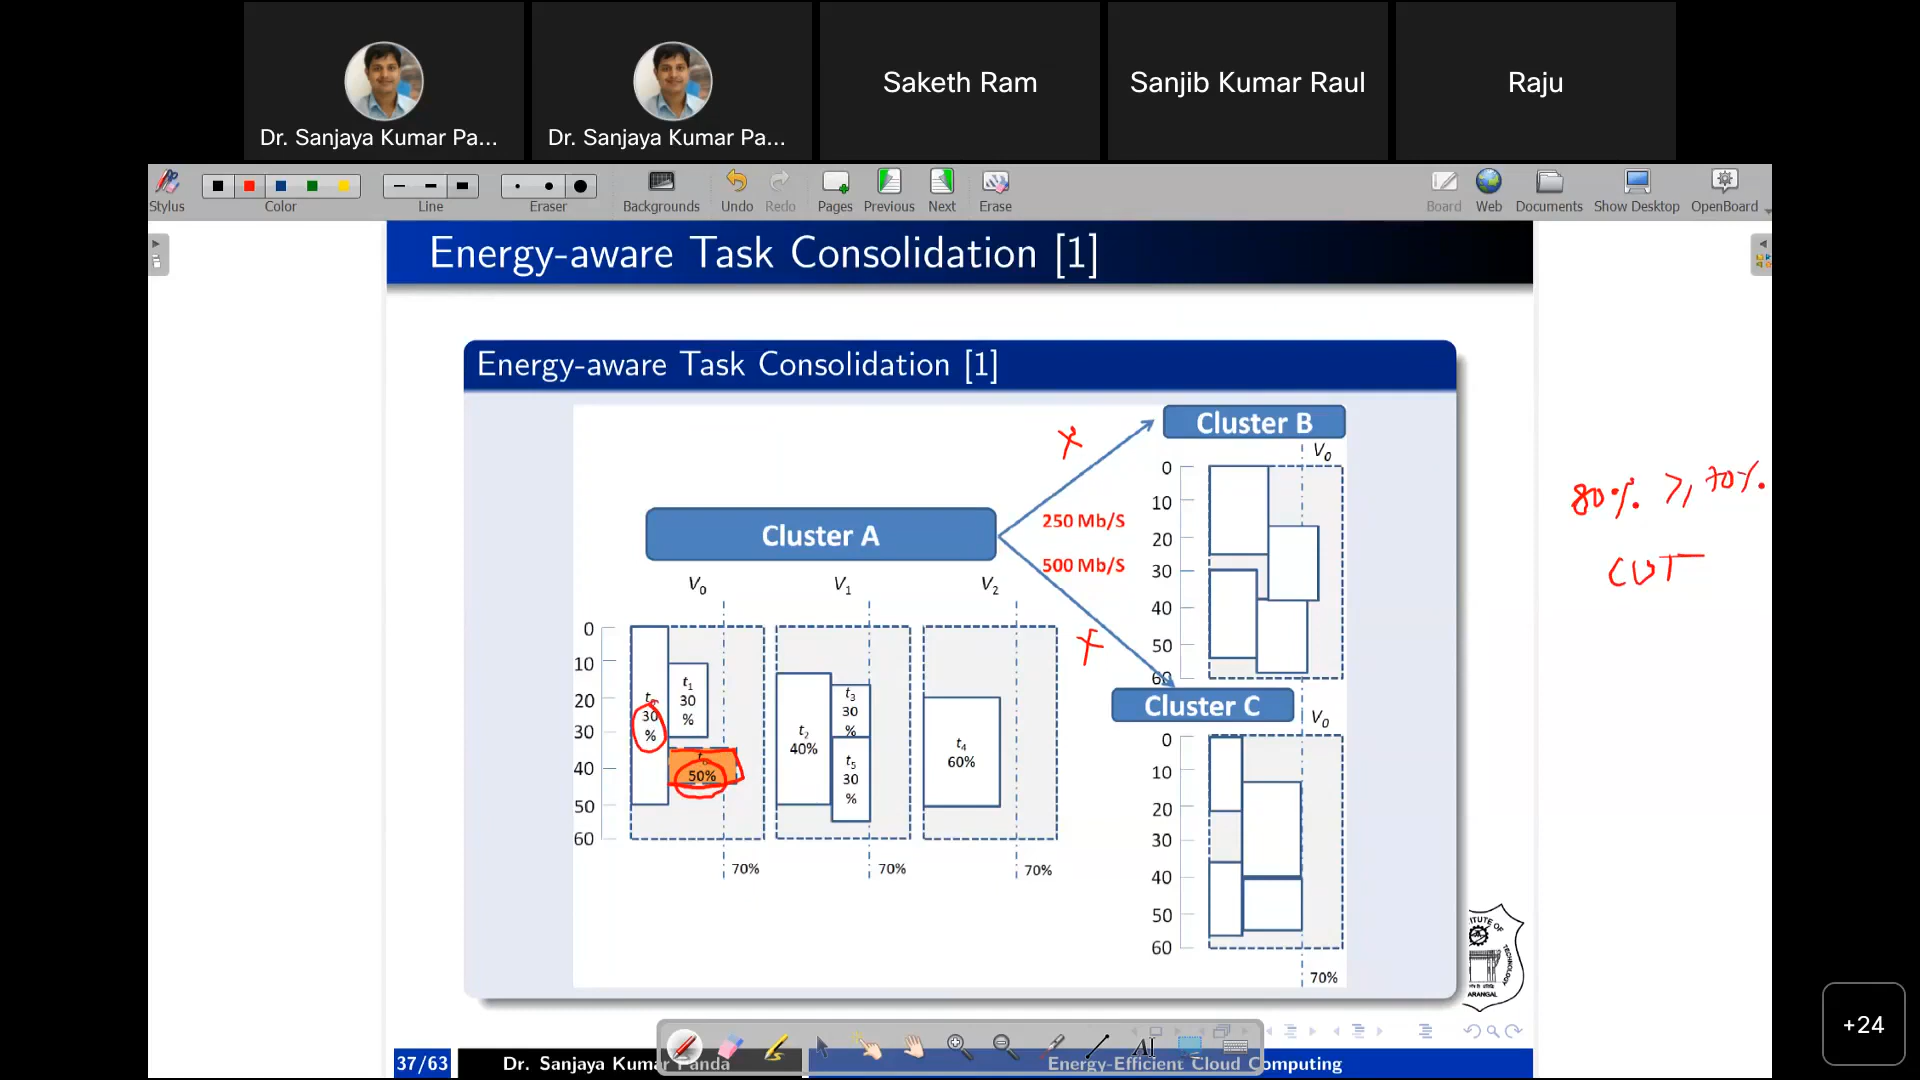 Dr. Sanjaya Kumar Pa...
Dr. Sanjaya Kumar Pa...
Saketh Ram
Sanjib Kumar Raul
Raju
Stylus
Color
Line
Eraser
Backgrounds
Undo
Redo
Pages
Previous
Next
Erase
Board
Web
Documents
Show Desktop
OpenBoard
Energy-aware Task Consolidation [1]
Energy-aware Task Consolidation [1]
Cluster B
V0
0
10
20
30
40
50
60
X
250 Mb/S
500 Mb/S
X
Cluster A
V0
V1
V2
0
10
20
30
40
50
60
30
%
t1
30
%
50%
70%
t2
40%
t3
30
%
t5
30
%
70%
t4
60%
70%
Cluster C
V0
0
10
20
30
40
50
60
70%
80% ≥ 70%
CUT
ITUTE OF
TECHNOLOGY
ARANGAL
37/63
Dr. Sanjaya Kumar Panda
Energy-Efficient Cloud Computing
AI
+24